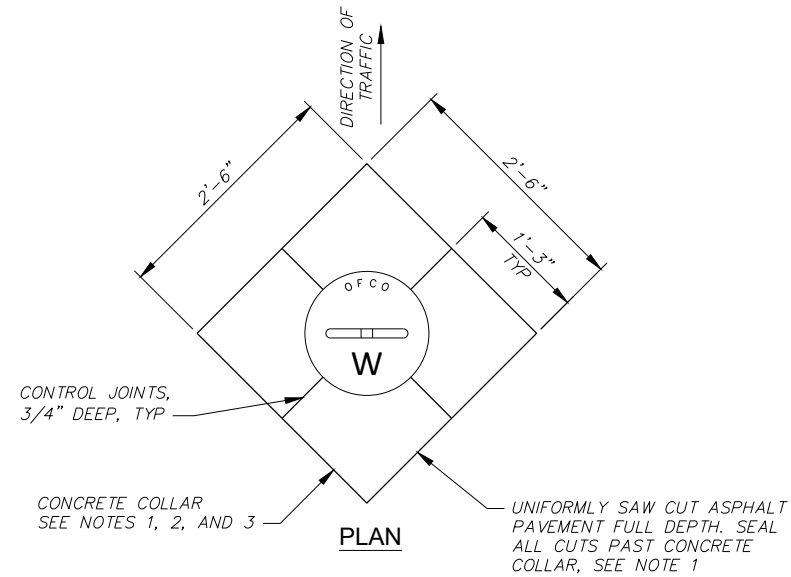 DIRECTION OF
TRAFFIC
2'-6"
2'-6"
1'-3"
TYP
OFCO
W
CONTROL JOINTS,
3/4" DEEP, TYP
CONCRETE COLLAR
SEE NOTES 1, 2, AND 3
PLAN
UNIFORMLY SAW CUT ASPHALT
PAVEMENT FULL DEPTH. SEAL
ALL CUTS PAST CONCRETE
COLLAR, SEE NOTE 1